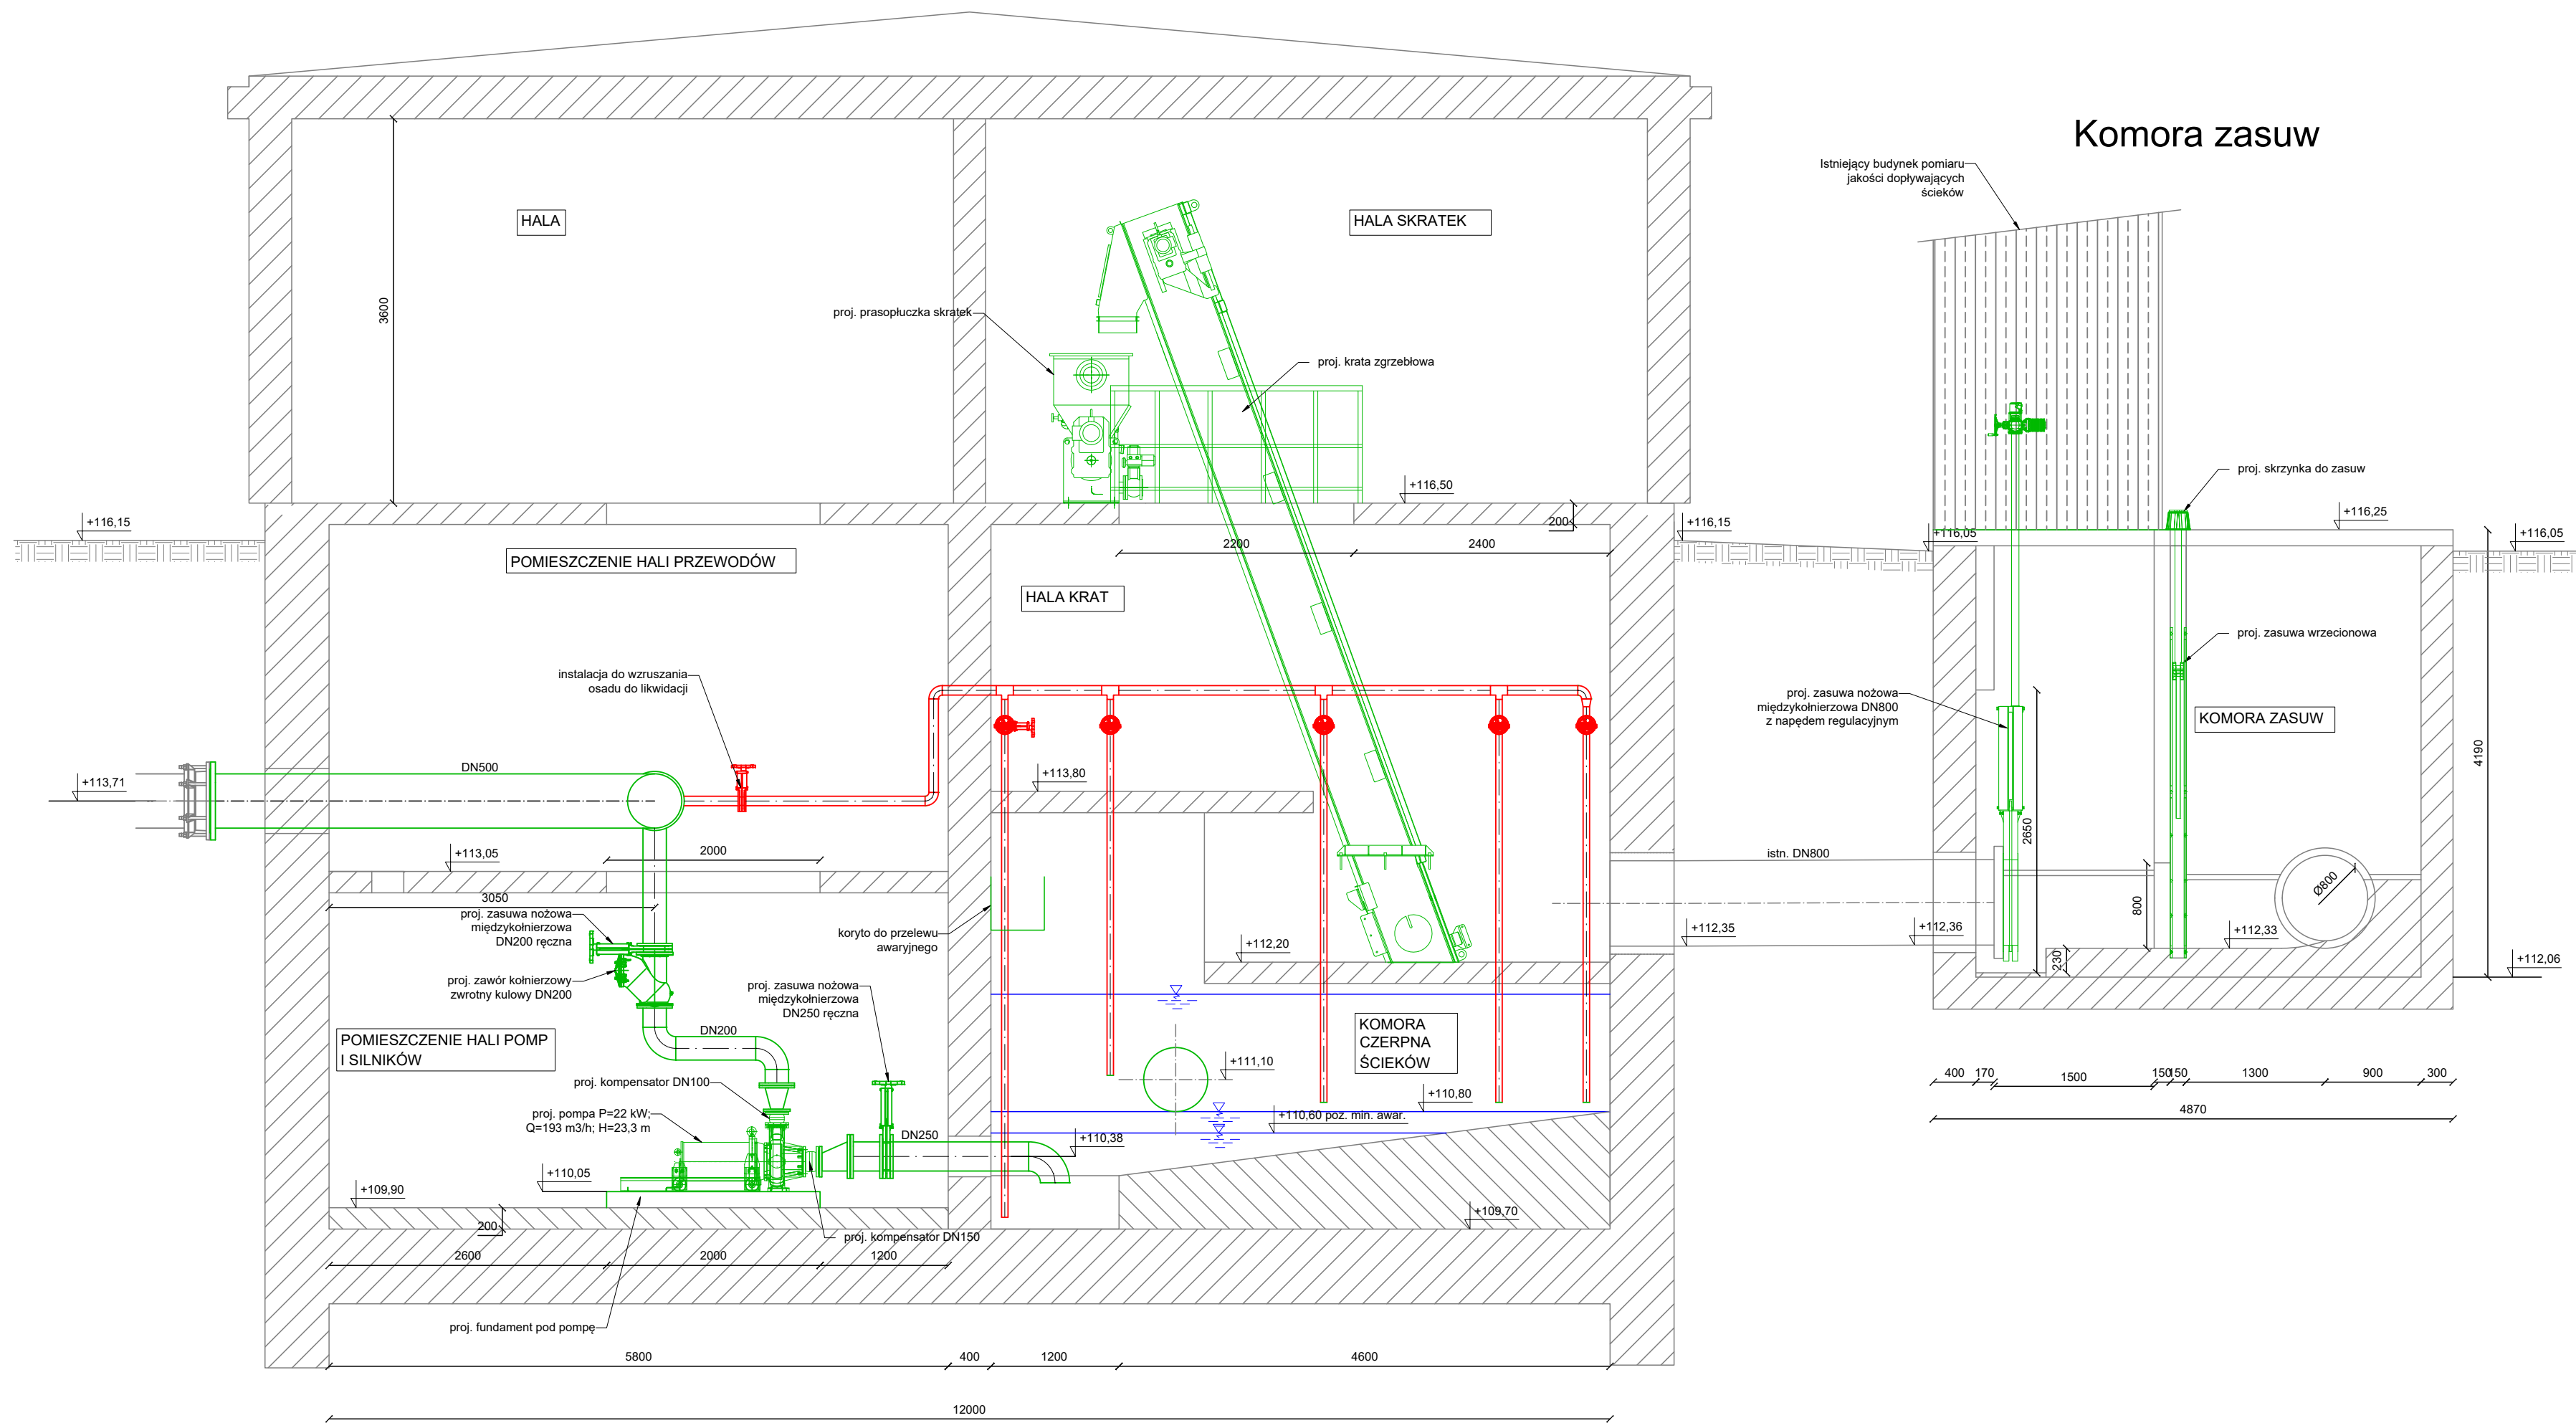 Komora zasuw
Istniejący budynek pomiaru
jakości dopływających
ścieków
HALA
HALA SKRATEK
3600
proj. prasopłuczka skratek
proj. krata zgrzebłowa
proj. skrzynka do zasuw
+116,50
+116,15
200
+116,15
+116,05
+116,25
+116,05
2200
2400
POMIESZCZENIE HALI PRZEWODÓW
HALA KRAT
proj. zasuwa wrzecionowa
instalacja do wzruszania
osadu do likwidacji
proj. zasuwa nożowa
międzykołnierzowa DN800
z napędem regulacyjnym
KOMORA ZASUW
4190
DN500
+113,71
+113,80
2650
+113,05
2000
istn. DN800
Ø800
3050
800
proj. zasuwa nożowa
międzykołnierzowa
DN200 ręczna
koryto do przelewu
awaryjnego
+112,20
+112,35
+112,36
+112,33
230
+112,06
proj. zawór kołnierzowy
zwrotny kulowy DN200
proj. zasuwa nożowa
międzykołnierzowa
DN250 ręczna
DN200
POMIESZCZENIE HALI POMP
I SILNIKÓW
KOMORA
CZERPNA
ŚCIEKÓW
+111,10
proj. kompensator DN100
400
170
1500
150
150
1300
900
300
4870
+110,80
proj. pompa P=22 kW;
Q=193 m3/h; H=23,3 m
+110,60 poz. min. awar.
DN250
+110,38
+110,05
+109,90
200
+109,70
proj. kompensator DN150
2600
2000
1200
proj. fundament pod pompę
5800
400
1200
4600
12000